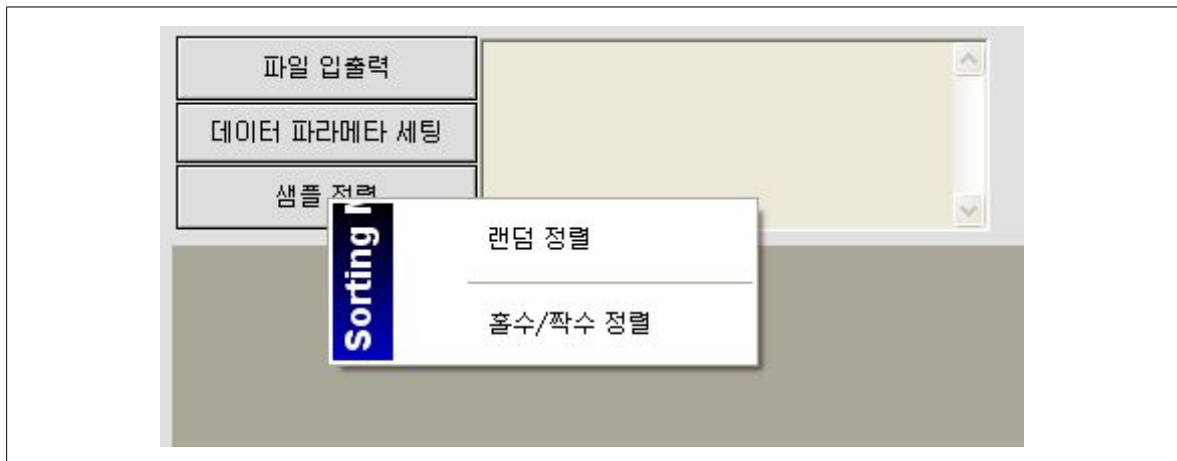 파일 입출력
데이터 파라메타 세팅
샘플 정렬
Sorting
랜덤 정렬
홀수/짝수 정렬